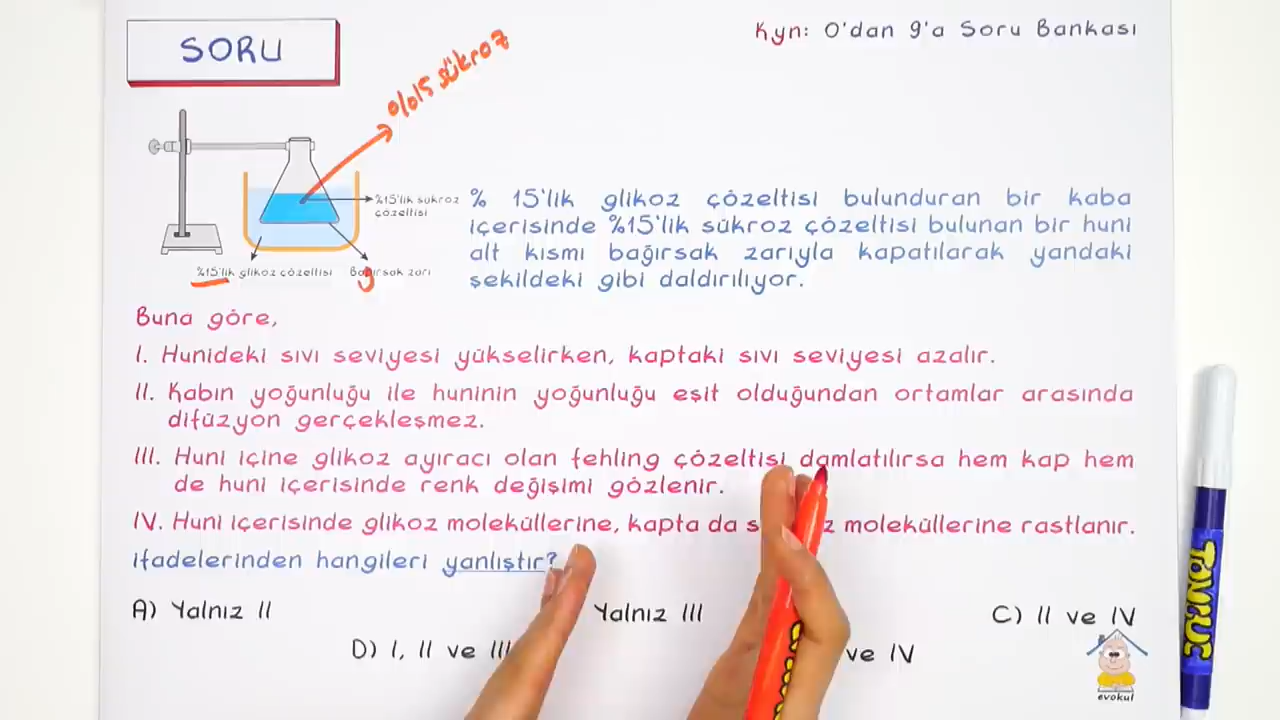 SORU
Kyn: 0'dan 9'a Soru Bankası
%15 sükroz
%15'lik sükroz
çözeltisi
%15'lik glikoz çözeltisi
Bağırsak zarı
% 15'lik glikoz çözeltisi bulunduran bir kaba
içerisinde %15'lik sükroz çözeltisi bulunan bir huni
alt kısmı bağırsak zarıyla kapatılarak yandaki
şekildeki gibi daldırılıyor.
Buna göre,
I. Hunideki sıvı seviyesi yükselirken, kaptaki sıvı seviyesi azalır.
II. Kabın yoğunluğu ile huninin yoğunluğu eşit olduğundan ortamlar arasında
difüzyon gerçekleşmez.
III. Huni içine glikoz ayıracı olan fehling çözeltisi damlatılırsa hem kap hem
de huni içerisinde renk değişimi gözlenir.
IV. Huni içerisinde glikoz moleküllerine, kapta da s z moleküllerine rastlanır.
ifadelerinden hangileri yanlıştır?
A) Yalnız II
Yalnız III
C) II ve IV
D) I, II ve III
ve IV
evokul